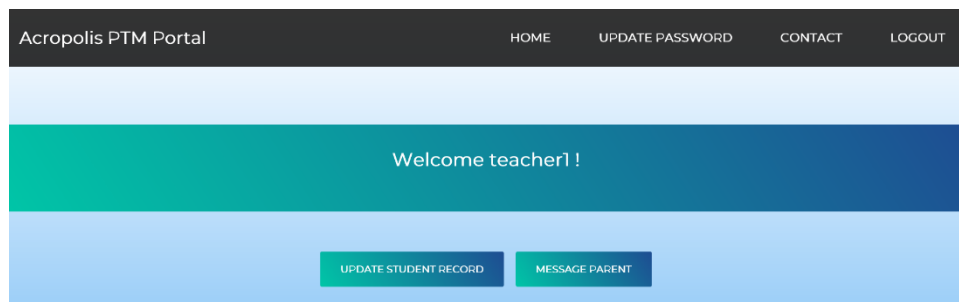 Acropolis PTM Portal HOME UPDATE PASSWORD CONTACT LOGOUT
Welcome teacher1 !
UPDATE STUDENT RECORD MESSAGE PARENT